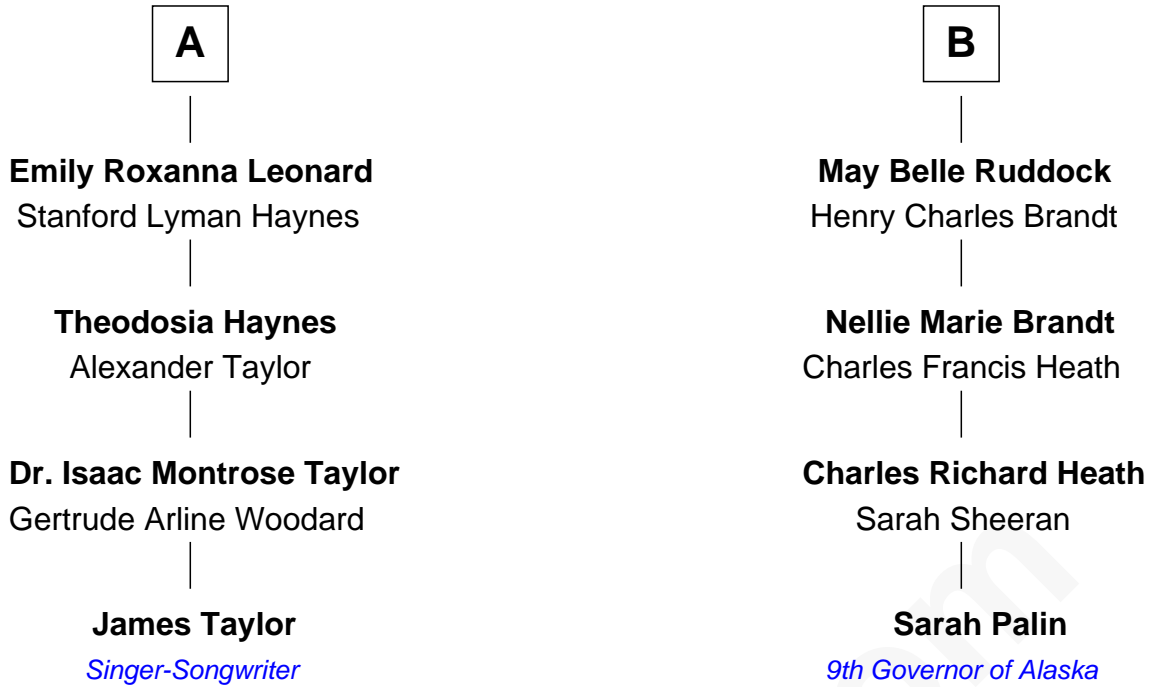 A
Emily Roxanna Leonard
Stanford Lyman Haynes
Theodosia Haynes
Alexander Taylor
Dr. Isaac Montrose Taylor
Gertrude Arline Woodard
James Taylor
Singer-Songwriter
B
May Belle Ruddock
Henry Charles Brandt
Nellie Marie Brandt
Charles Francis Heath
Charles Richard Heath
Sarah Sheeran
Sarah Palin
9th Governor of Alaska